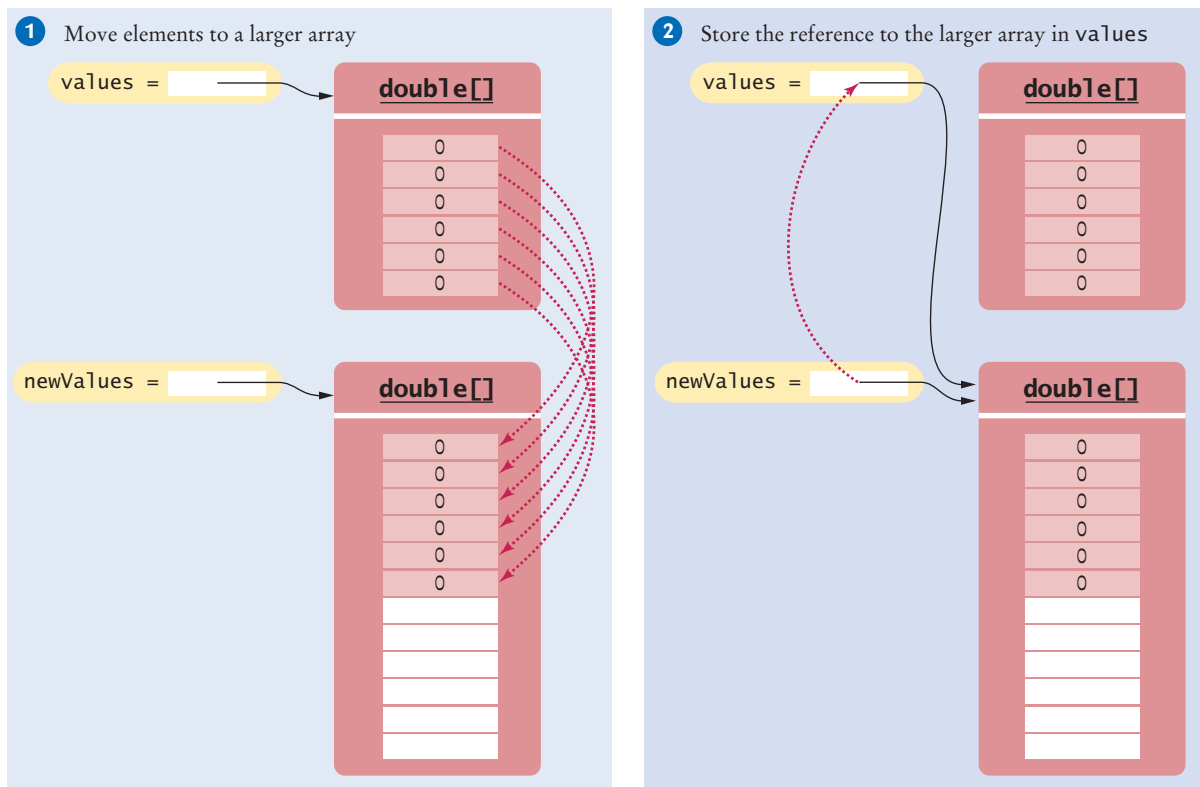 1 Move elements to a larger array
values =
double[]
0
0
0
0
0
0
newValues =
double[]
0
0
0
0
0
0
2 Store the reference to the larger array in values
values =
double[]
0
0
0
0
0
0
newValues =
double[]
0
0
0
0
0
0